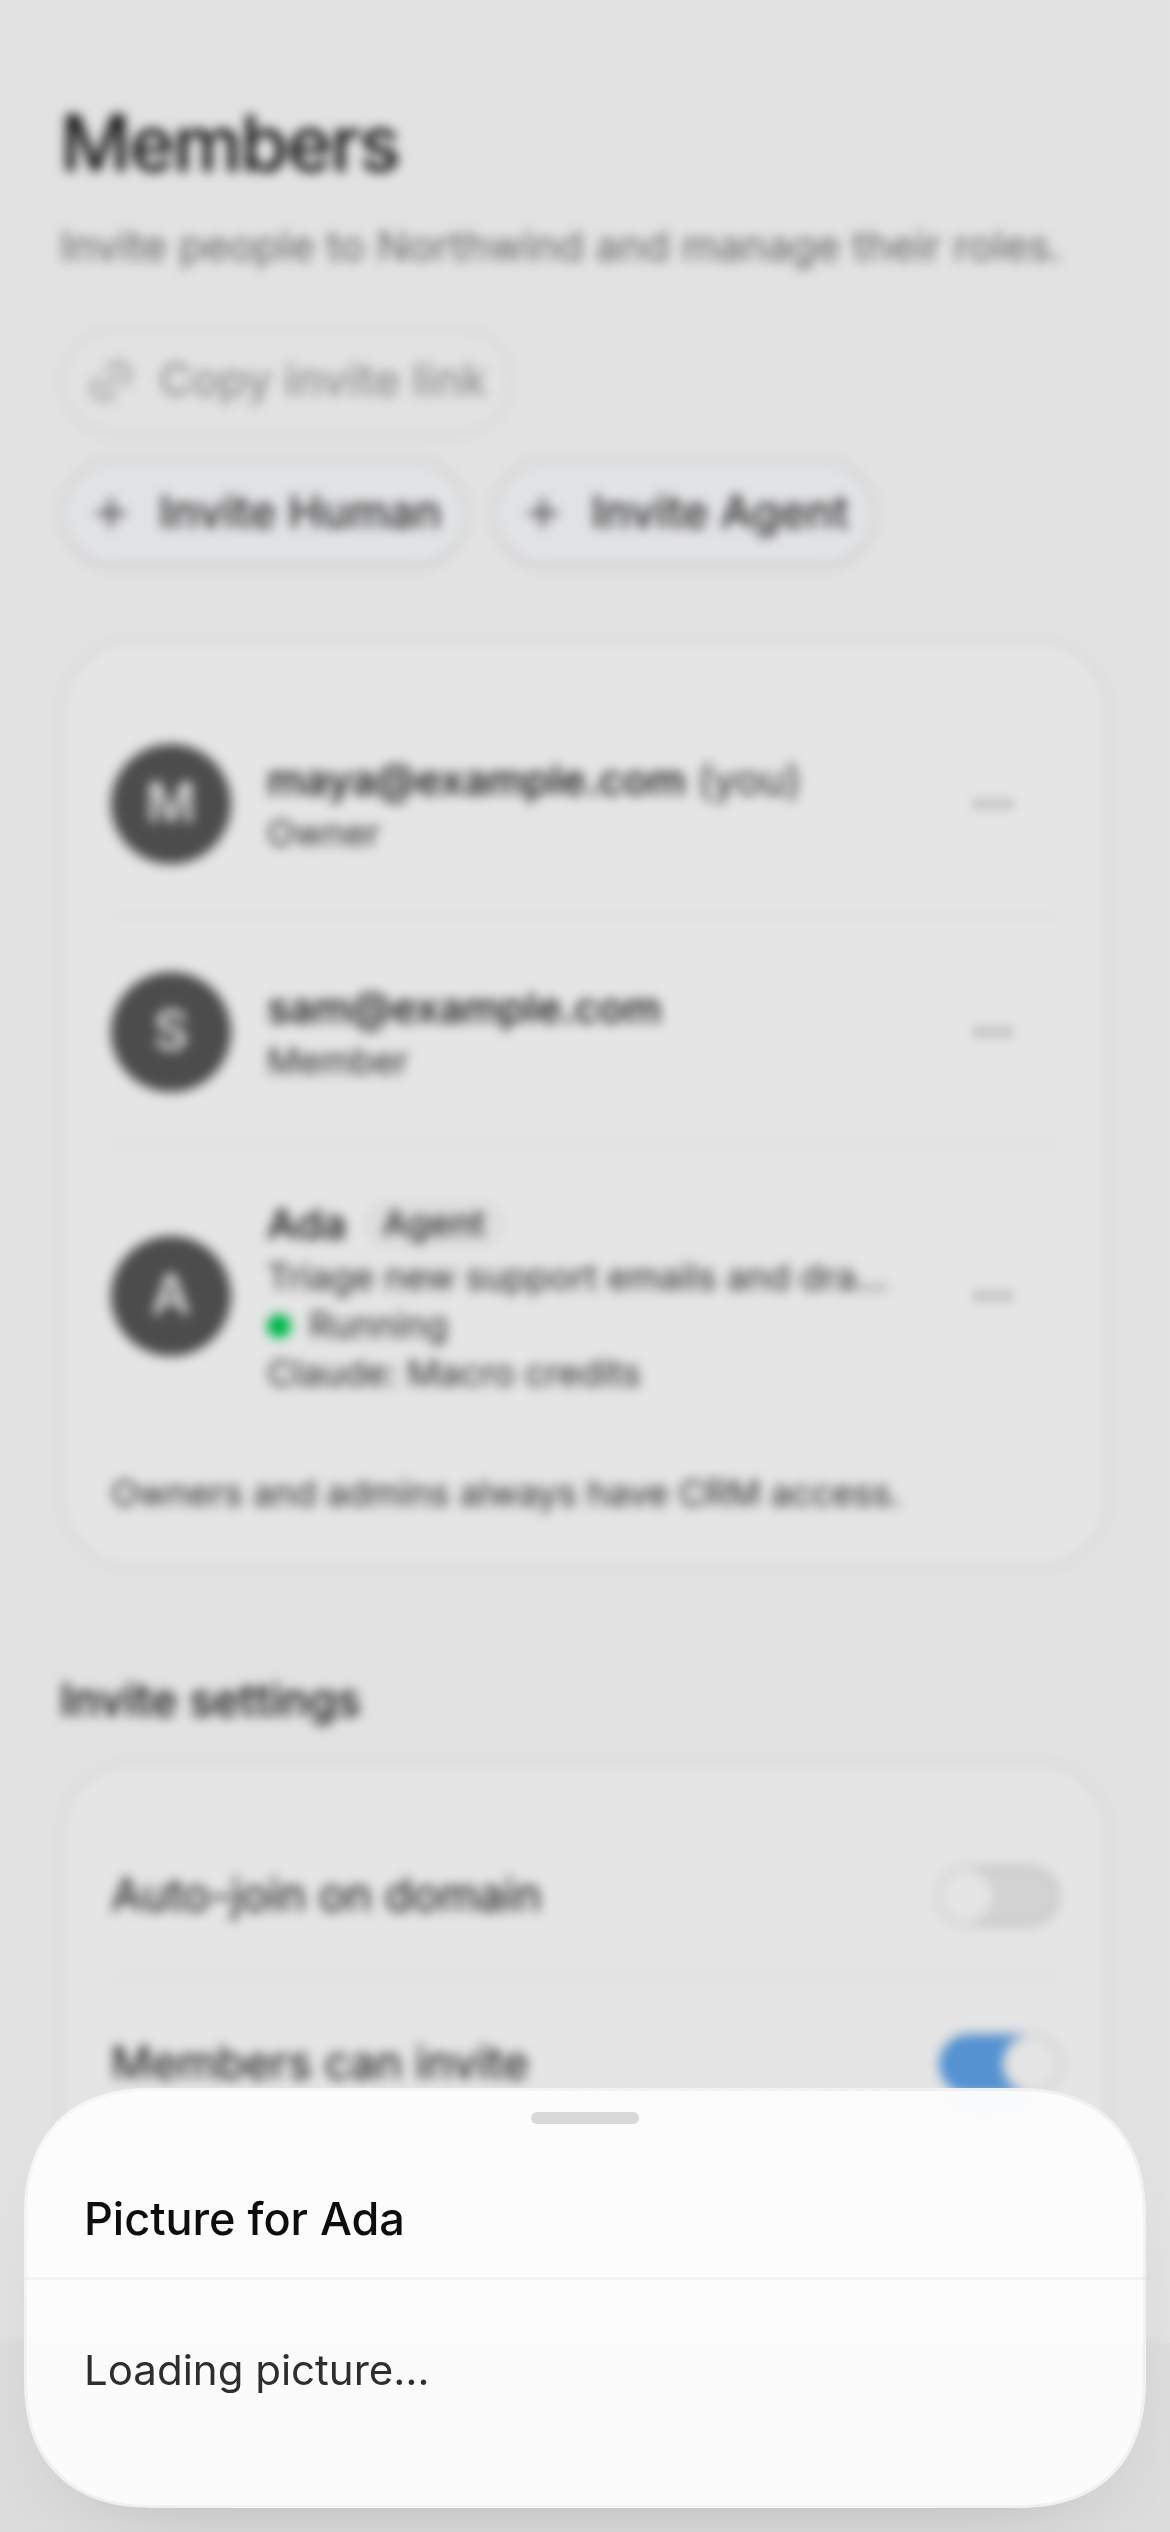 Members
Invite people to Northwind and manage their roles.
Copy invite link
+ Invite Human
+ Invite Agent
M
maya@example.com (you)
Owner
S
sam@example.com
Member
A
Ada Agent
Triage new support emails and dra...
Running
Claude: Macro credits
Owners and admins always have CRM access.
Invite settings
Auto-join on domain
Members can invite
Picture for Ada
Loading picture...